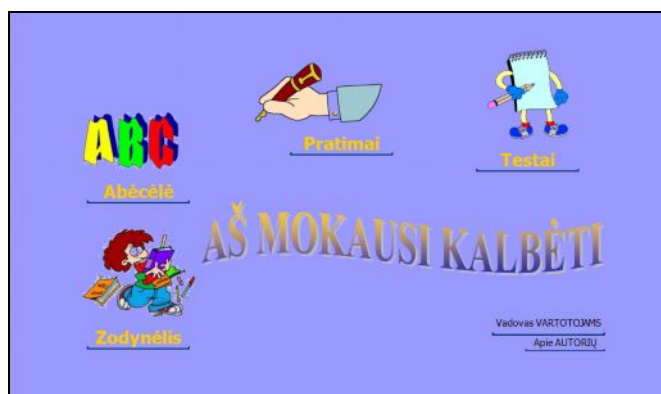 Pratimai
Testai
ABC
Abėcėlė
AŠ MOKAUSI KALBĖTI
Zodynėlis
Vadovas VARTOTOJAMS
Apie AUTORIŲ